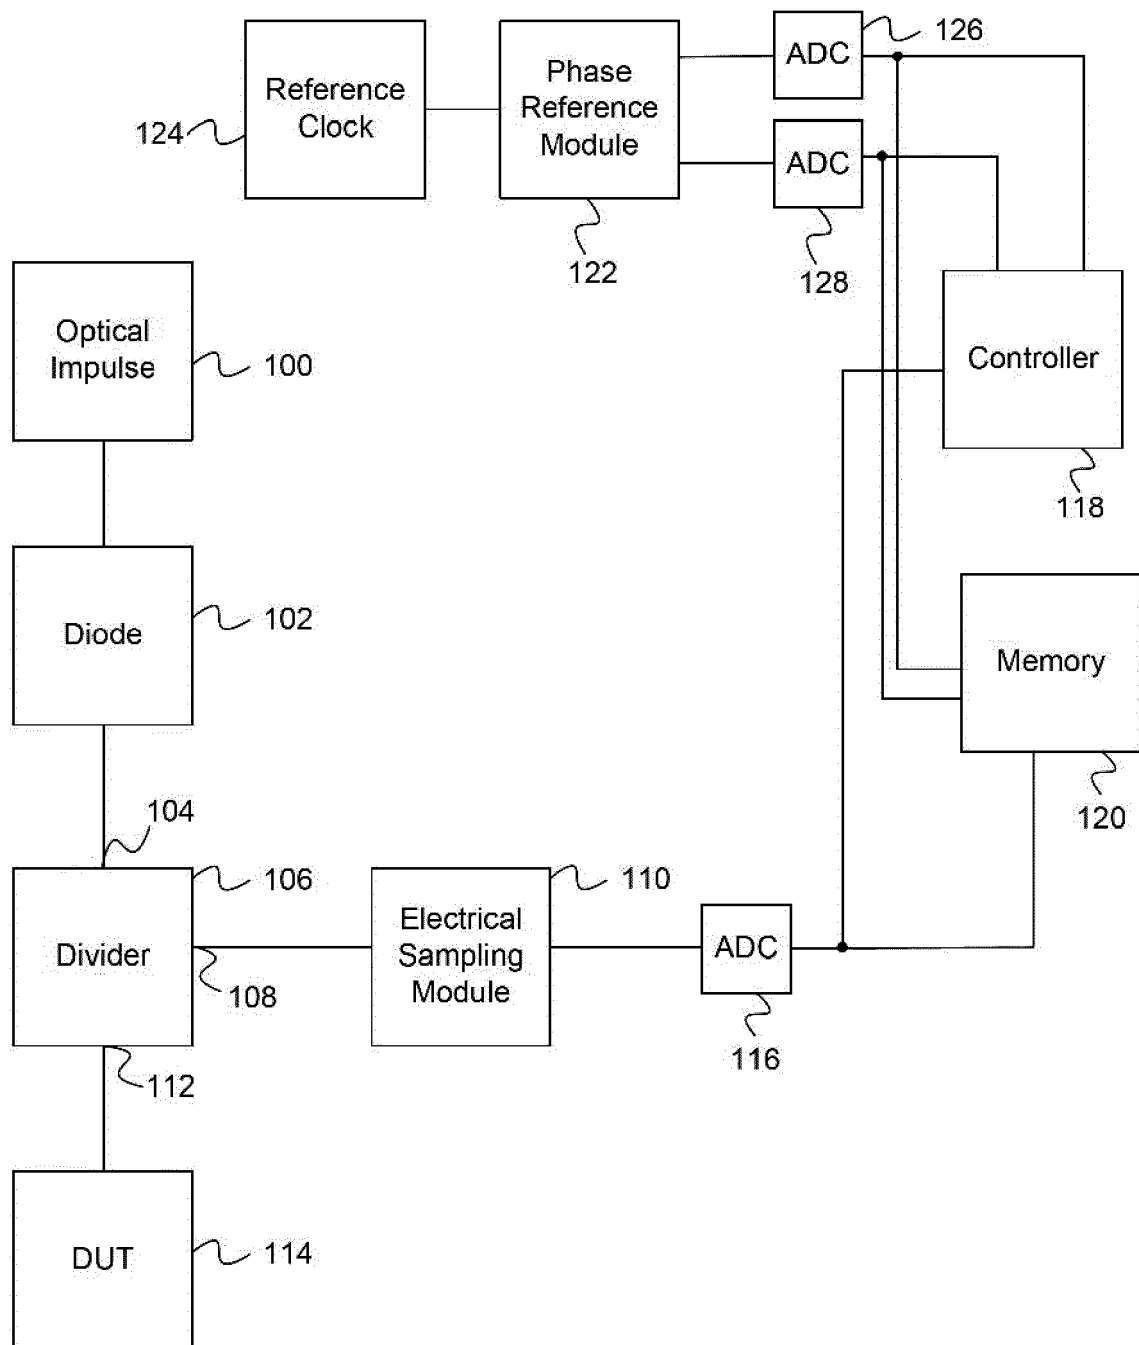 ADC
126
Reference
Clock
124
Phase
Reference
Module
122
ADC
128
Optical
Impulse
100
Controller
118
Diode
102
Memory
120
104
Divider
106
108
112
Electrical
Sampling
Module
110
ADC
116
DUT
114